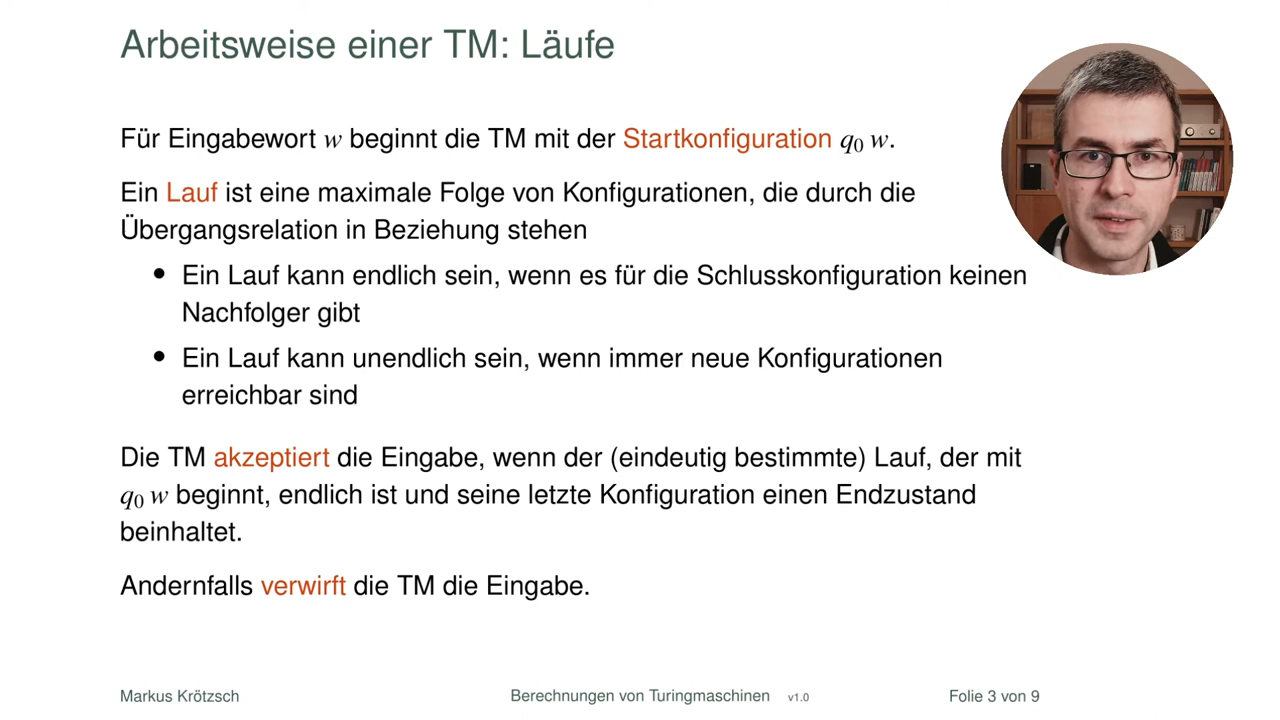 Arbeitsweise einer TM: Läufe
Für Eingabewort w beginnt die TM mit der Startkonfiguration q₀ w.
Ein Lauf ist eine maximale Folge von Konfigurationen, die durch die
Übergangsrelation in Beziehung stehen
• Ein Lauf kann endlich sein, wenn es für die Schlusskonfiguration keinen
Nachfolger gibt
• Ein Lauf kann unendlich sein, wenn immer neue Konfigurationen
erreichbar sind
Die TM akzeptiert die Eingabe, wenn der (eindeutig bestimmte) Lauf, der mit
q₀ w beginnt, endlich ist und seine letzte Konfiguration einen Endzustand
beinhaltet.
Andernfalls verwirft die TM die Eingabe.
Markus Krötzsch Berechnungen von Turingmaschinen v1.0 Folie 3 von 9